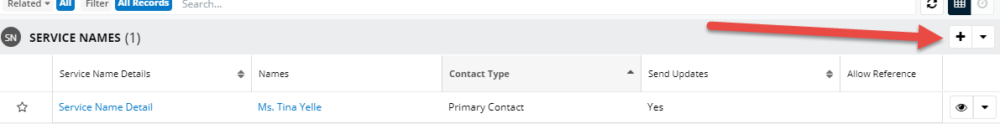 Related All Filter All Records Search...
SN SERVICE NAMES (1)
Service Name Details Names Contact Type Send Updates Allow Reference
Service Name Detail Ms. Tina Yelle Primary Contact Yes